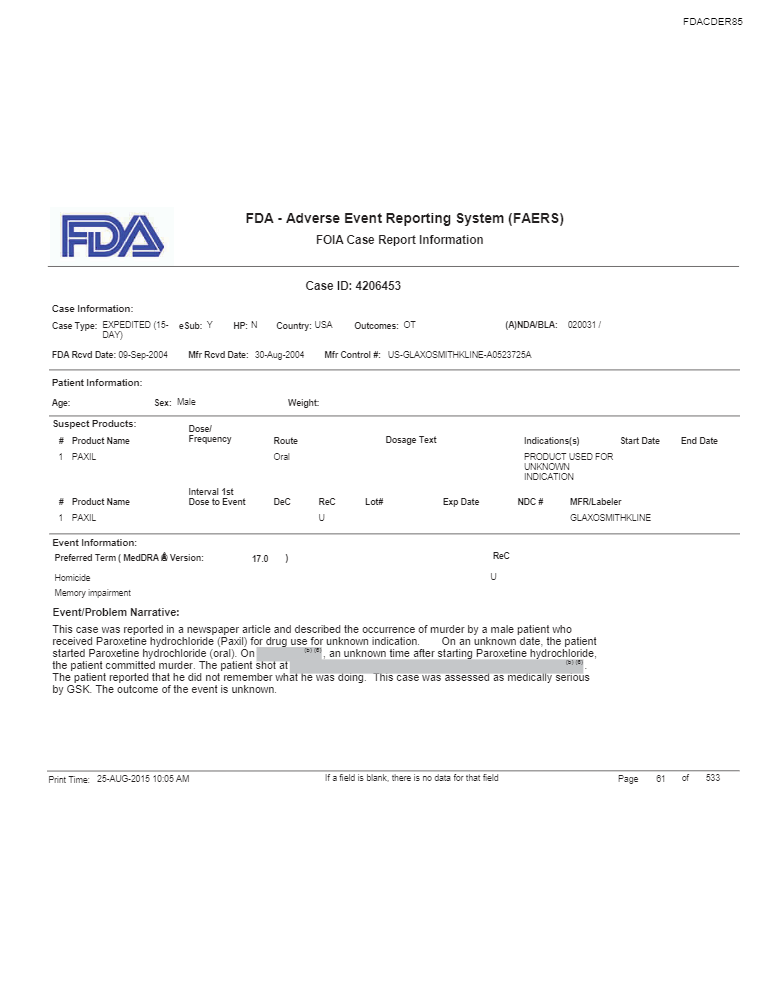 FDACDER85
FDA
FDA - Adverse Event Reporting System (FAERS)
FOIA Case Report Information
Case ID: 4206453
Case Information:
Case Type: EXPEDITED (15- eSub: Y HP: N Country: USA Outcomes: OT (A)NDA/BLA: 020031 /
DAY)
FDA Rcvd Date: 09-Sep-2004 Mfr Rcvd Date: 30-Aug-2004 Mfr Control #: US-GLAXOSMITHKLINE-A0523725A
Patient Information:
Age: Sex: Male Weight:
Suspect Products:
Dose/
# Product Name Frequency Route Dosage Text Indications(s) Start Date End Date
1 PAXIL Oral PRODUCT USED FOR
UNKNOWN
INDICATION
Interval 1st
# Product Name Dose to Event DeC ReC Lot# Exp Date NDC # MFR/Labeler
1 PAXIL U GLAXOSMITHKLINE
Event Information:
Preferred Term ( MedDRA Version: 17.0 ) ReC
Homicide U
Memory impairment
Event/Problem Narrative:
This case was reported in a newspaper article and described the occurrence of murder by a male patient who
received Paroxetine hydrochloride (Paxil) for drug use for unknown indication. On an unknown date, the patient
started Paroxetine hydrochloride (oral). On (b) (6) , an unknown time after starting Paroxetine hydrochloride,
the patient committed murder. The patient shot at (b) (6) .
The patient reported that he did not remember what he was doing. This case was assessed as medically serious
by GSK. The outcome of the event is unknown.
Print Time: 25-AUG-2015 10:05 AM If a field is blank, there is no data for that field Page 61 of 533